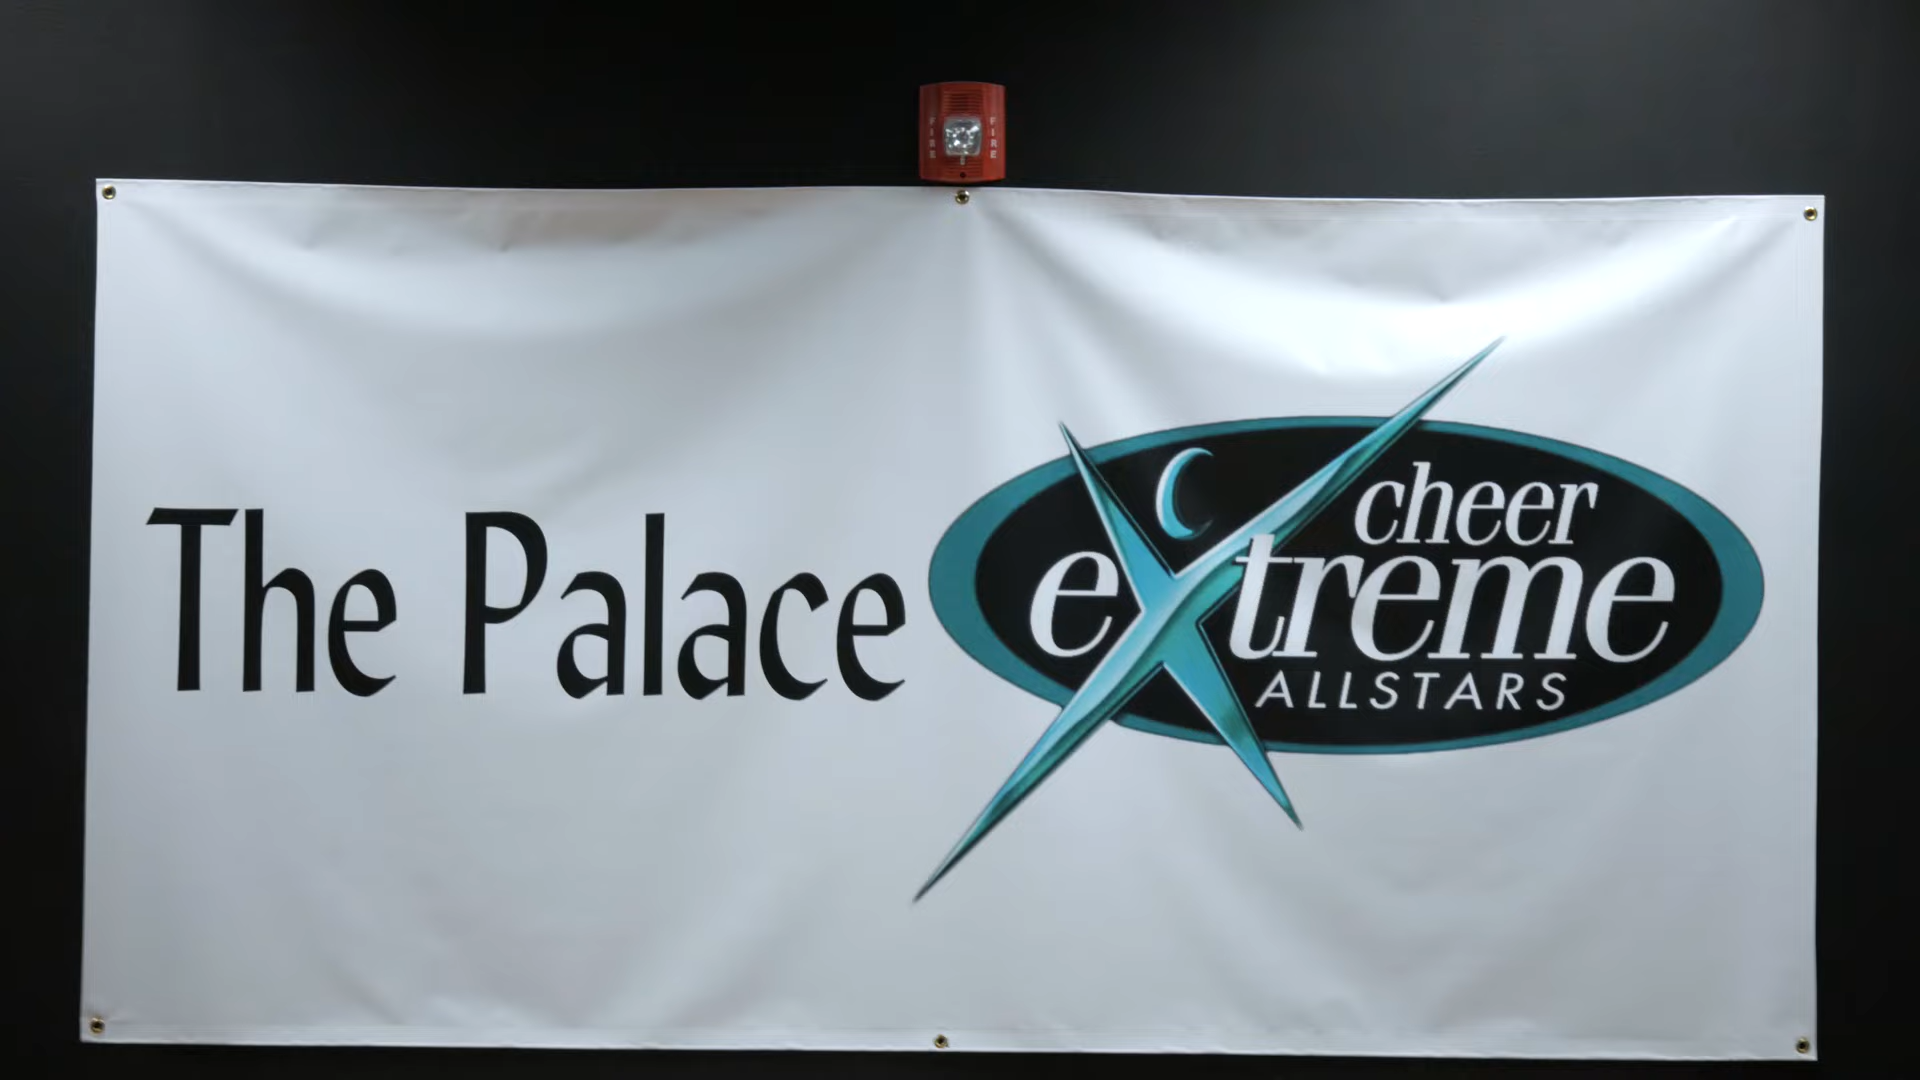 FIRE
FIRE
The Palace
cheer
eXtreme
ALLSTARS